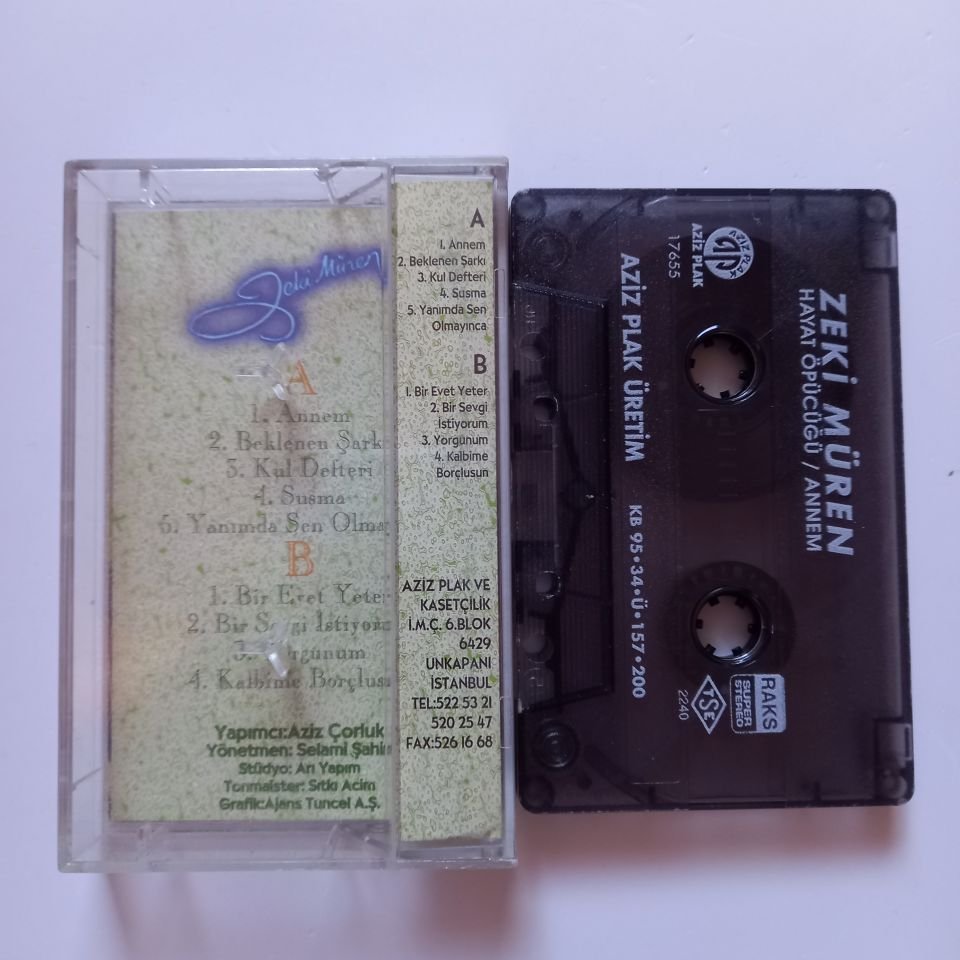 Zeki Müren
A
1. Annem
2. Beklenen Şarkı
3. Kul Defteri
4. Susma
6. Yanımda Sen Olma
B
1. Bir Evet Yeter
2. Bir Sevgi İstiyoru
3. Yorgunum
4. Kalbime Borçlusu
Yapımcı:Aziz Çorluk
Yönetmen: Selami Şahin
Stüdyo: Arı Yapım
Tonmaister: Sıtkı Acim
Grafik:Ajans Tuncel A.Ş.
A
1. Annem
2. Beklenen Şarkı
3. Kul Defteri
4. Susma
5. Yanımda Sen
Olmayınca
B
1. Bir Evet Yeter
2. Bir Sevgi
İstiyorum
3. Yorgunum
4. Kalbime
Borçlusun
AZİZ PLAK VE
KASETÇİLİK
İ.M.Ç. 6.BLOK
6429
UNKAPANI
İSTANBUL
TEL:522 53 21
520 25 47
FAX:526 16 68
ZEKİ MÜREN
HAYAT ÖPÜCÜĞÜ / ANNEM
AZİZ PLAK
AZİZ PLAK
17655
RAKS
SUPER
STEREO
TSE
22240
AZİZ PLAK ÜRETİM
KB 95•34•Ü•157•200